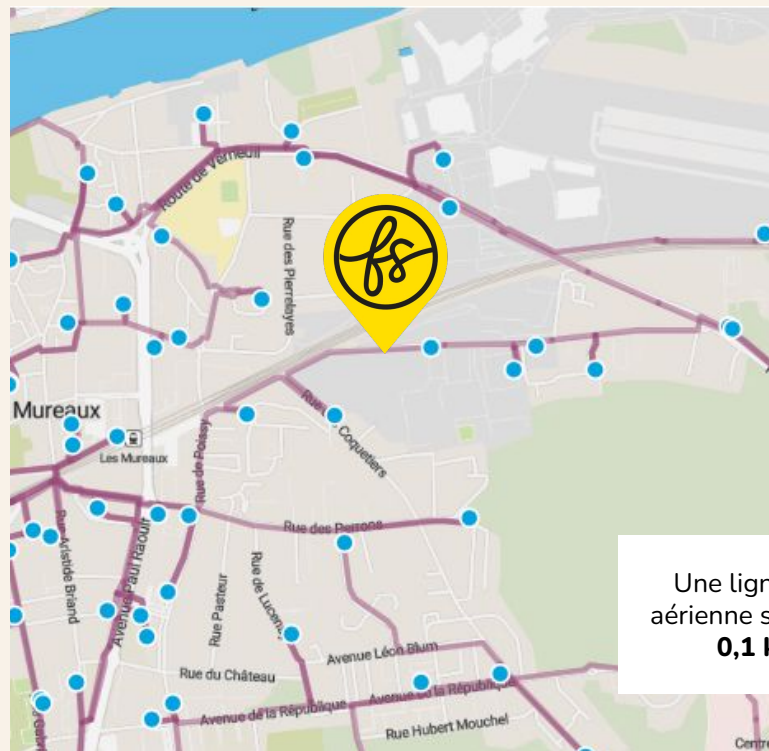 Route de Verneuil
Rue des Pierrelayes
fs
Mureaux
Les Mureaux
Rue de Poissy
Coquetiers
Rue des Perrons
Rue Aristide Briand
Avenue Paul Raoult
Rue Pasteur
Rue de Lucenay
Avenue Léon Blum
Rue du Château
Avenue de la République
Avenue de la République
Rue Hubert Mouchel
Centre
Une lign
aérienne s
0,1 k